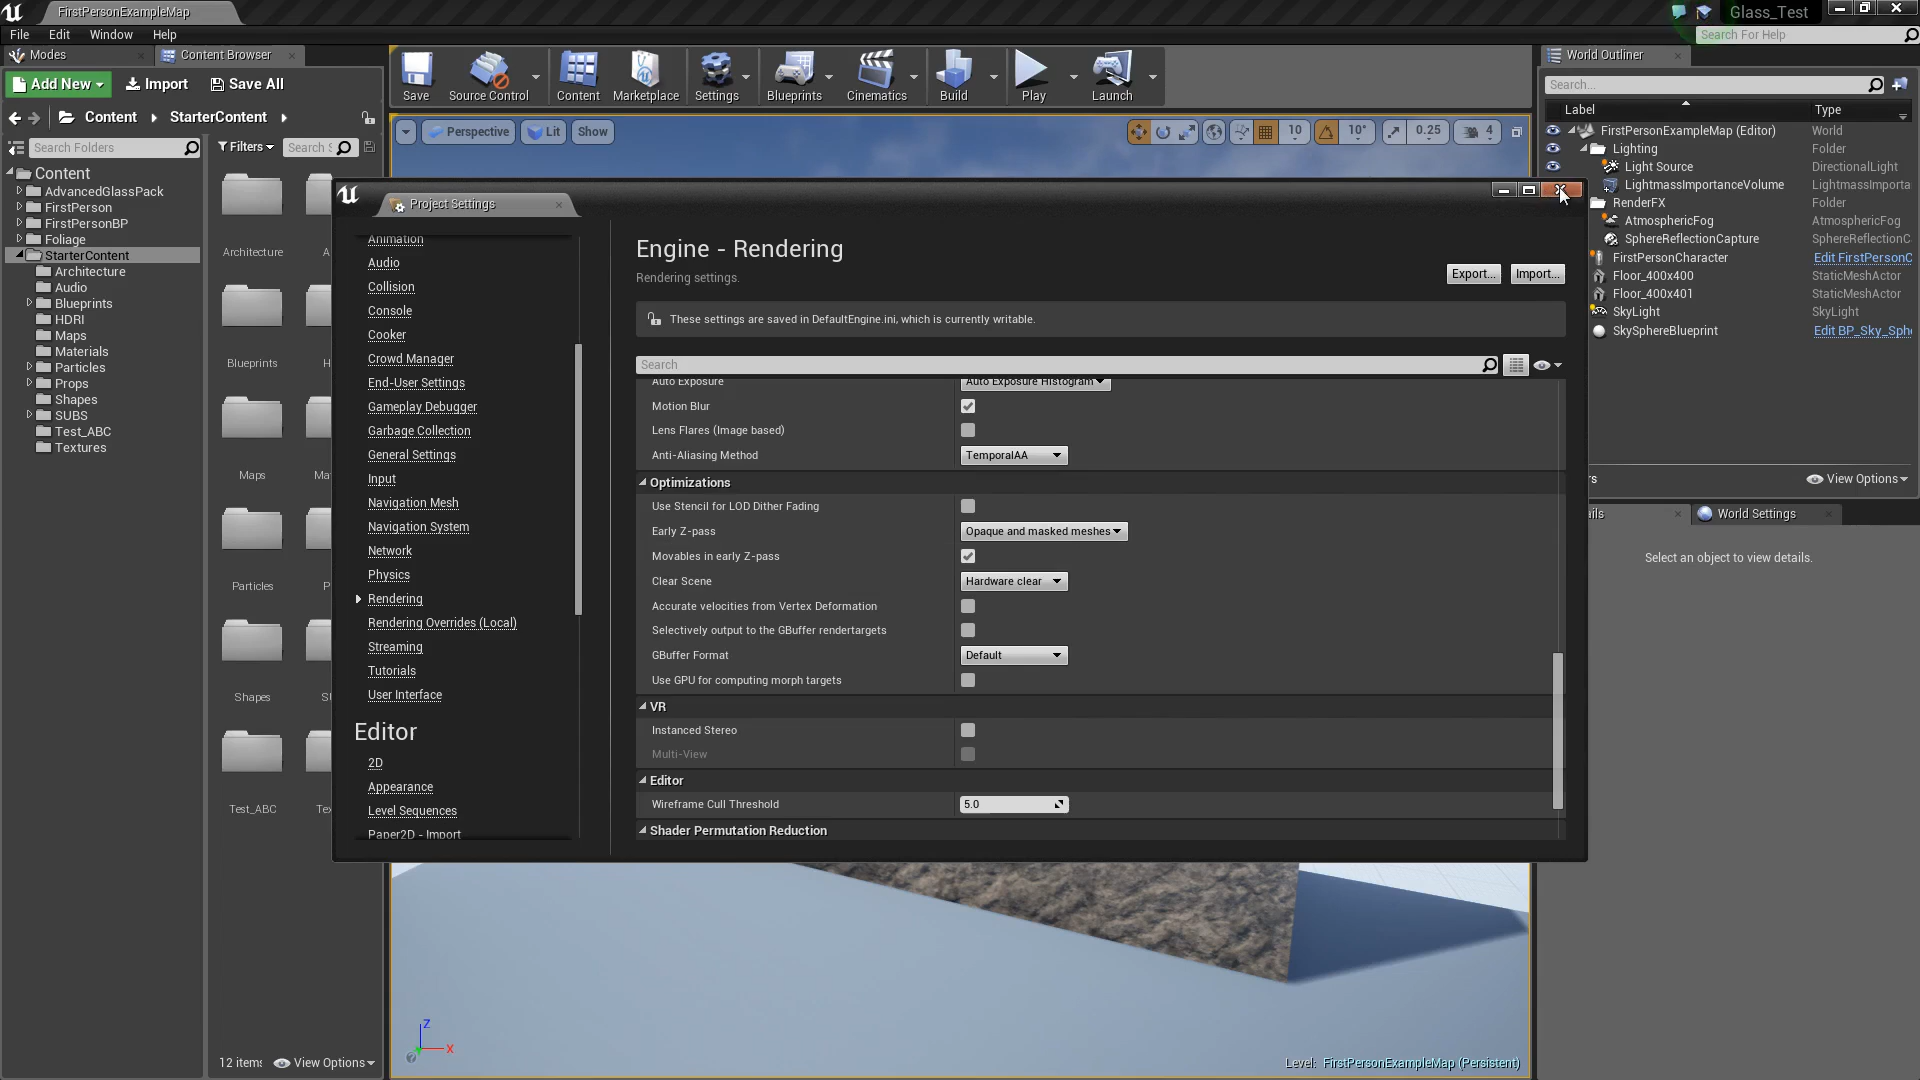 FirstPersonExampleMap
Glass_Test
File Edit Window Help
Search For Help
Modes
Content Browser
Add New
Import
Save All
Content
StarterContent
Search Folders
Filters
Search S
Content
AdvancedGlassPack
FirstPerson
FirstPersonBP
Foliage
StarterContent
Architecture
Audio
Blueprints
HDRI
Maps
Materials
Particles
Props
Shapes
SUBS
Test_ABC
Textures
Architecture
A
Blueprints
H
Maps
Ma
Particles
P
Shapes
S
Test_ABC
Tex
12 items
View Options
Save
Source Control
Content
Marketplace
Settings
Blueprints
Cinematics
Build
Play
Launch
Perspective
Lit
Show
10
10°
0.25
4
Project Settings
Animation
Audio
Collision
Console
Cooker
Crowd Manager
End-User Settings
Gameplay Debugger
Garbage Collection
General Settings
Input
Navigation Mesh
Navigation System
Network
Physics
Rendering
Rendering Overrides (Local)
Streaming
Tutorials
User Interface
Editor
2D
Appearance
Level Sequences
Paper2D - Import
Engine - Rendering
Rendering settings.
Export...
Import...
These settings are saved in DefaultEngine.ini, which is currently writable.
Search
Auto Exposure
Auto Exposure Histogram
Motion Blur
Lens Flares (Image based)
Anti-Aliasing Method
TemporalAA
Optimizations
Use Stencil for LOD Dither Fading
Early Z-pass
Opaque and masked meshes
Movables in early Z-pass
Clear Scene
Hardware clear
Accurate velocities from Vertex Deformation
Selectively output to the GBuffer rendertargets
GBuffer Format
Default
Use GPU for computing morph targets
VR
Instanced Stereo
Multi-View
Editor
Wireframe Cull Threshold
5.0
Shader Permutation Reduction
World Outliner
Search...
Label
Type
FirstPersonExampleMap (Editor)
World
Lighting
Folder
Light Source
DirectionalLight
LightmassImportanceVolume
LightmassImporta
RenderFX
Folder
AtmosphericFog
AtmosphericFog
SphereReflectionCapture
SphereReflectionC
FirstPersonCharacter
Edit FirstPersonC
Floor_400x400
StaticMeshActor
Floor_400x401
StaticMeshActor
SkyLight
SkyLight
SkySphereBlueprint
Edit BP_Sky_Sph
rs
View Options
ails
World Settings
Select an object to view details.
Z
X
Level: FirstPersonExampleMap (Persistent)